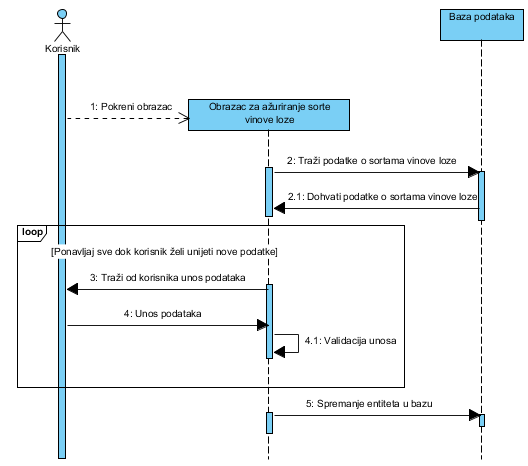 Baza podataka
Korisnik
1: Pokreni obrazac
Obrazac za ažuriranje sorte
vinove loze
2: Traži podatke o sortama vinove loze
2.1: Dohvati podatke o sortama vinove loze
loop
[Ponavljaj sve dok korisnik želi unijeti nove podatke]
3: Traži od korisnika unos podataka
4: Unos podataka
4.1: Validacija unosa
5: Spremanje entiteta u bazu